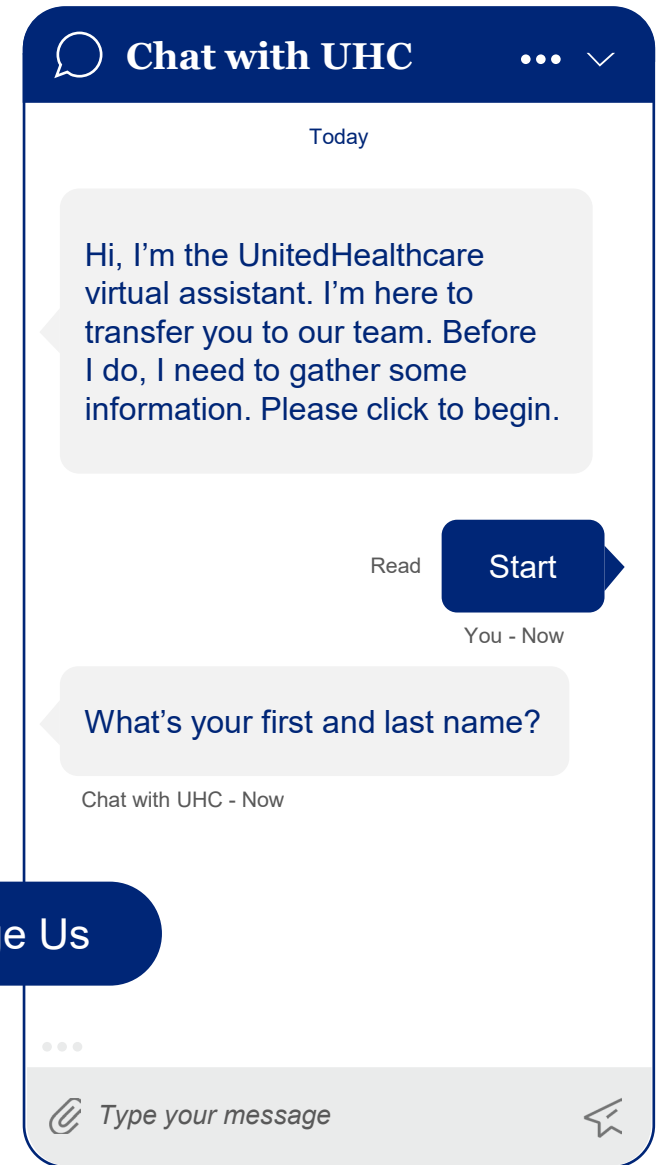 Chat with UHC
Today
Hi, I’m the UnitedHealthcare
virtual assistant. I’m here to
transfer you to our team. Before
I do, I need to gather some
information. Please click to begin.
Read
Start
You - Now
What’s your first and last name?
Chat with UHC - Now
Us
Type your message